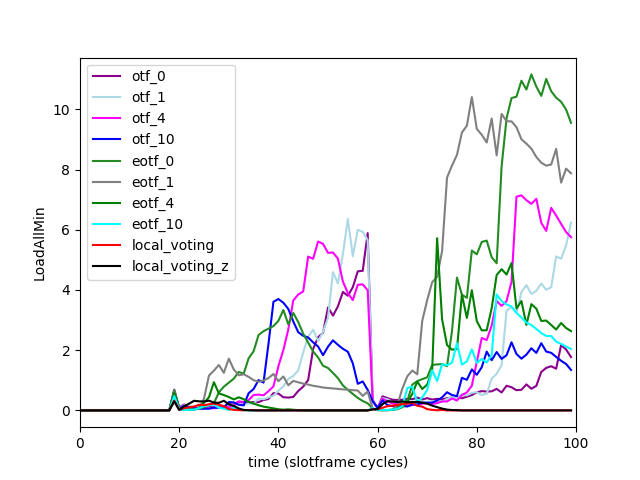 otf_0
otf_1
otf_4
otf_10
eotf_0
eotf_1
eotf_4
eotf_10
local_voting
local_voting_z
LoadAllMin
10
8
6
4
2
0
0 20 40 60 80 100
time (slotframe cycles)